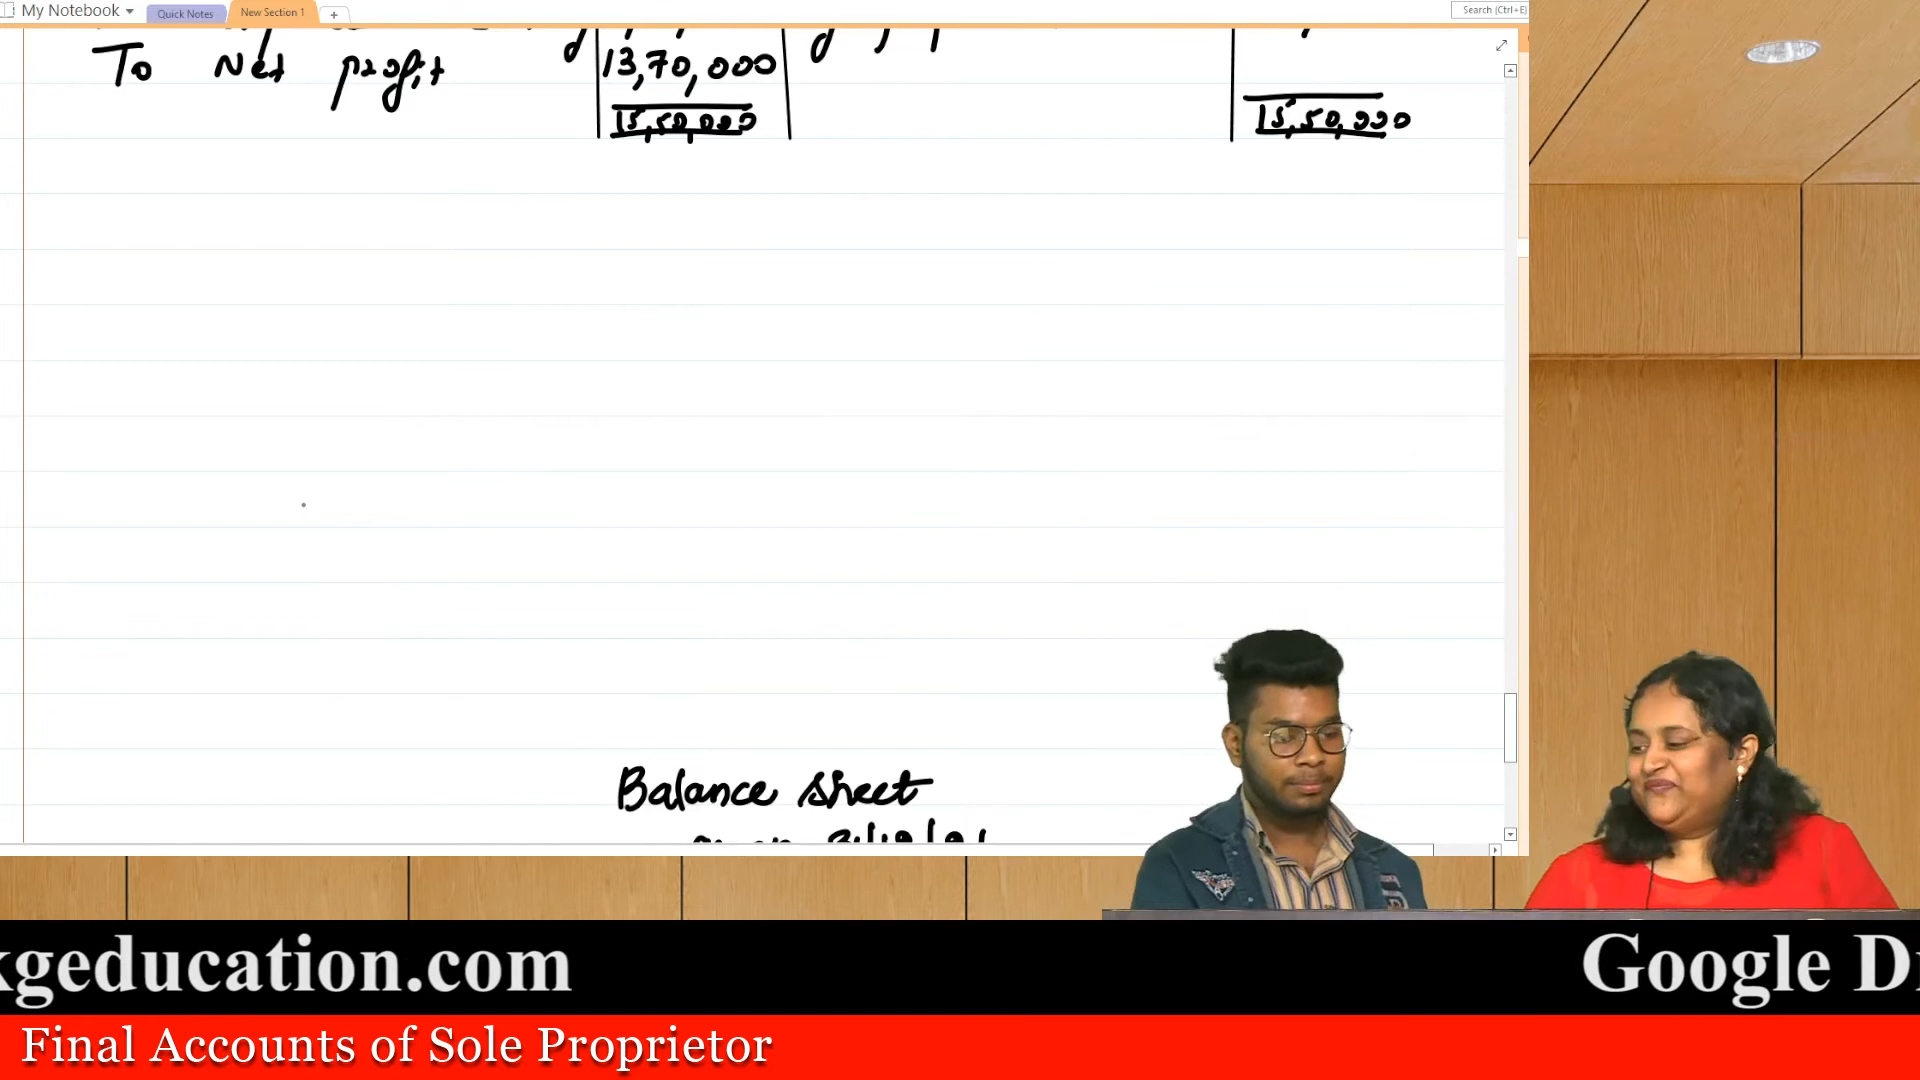 My Notebook
Quick Notes
New Section 1
+
Search (Ctrl+E)
To Net profit 13,70,000
15,50,000 15,50,000
Balance sheet
kgeducation.com
Google D
Final Accounts of Sole Proprietor